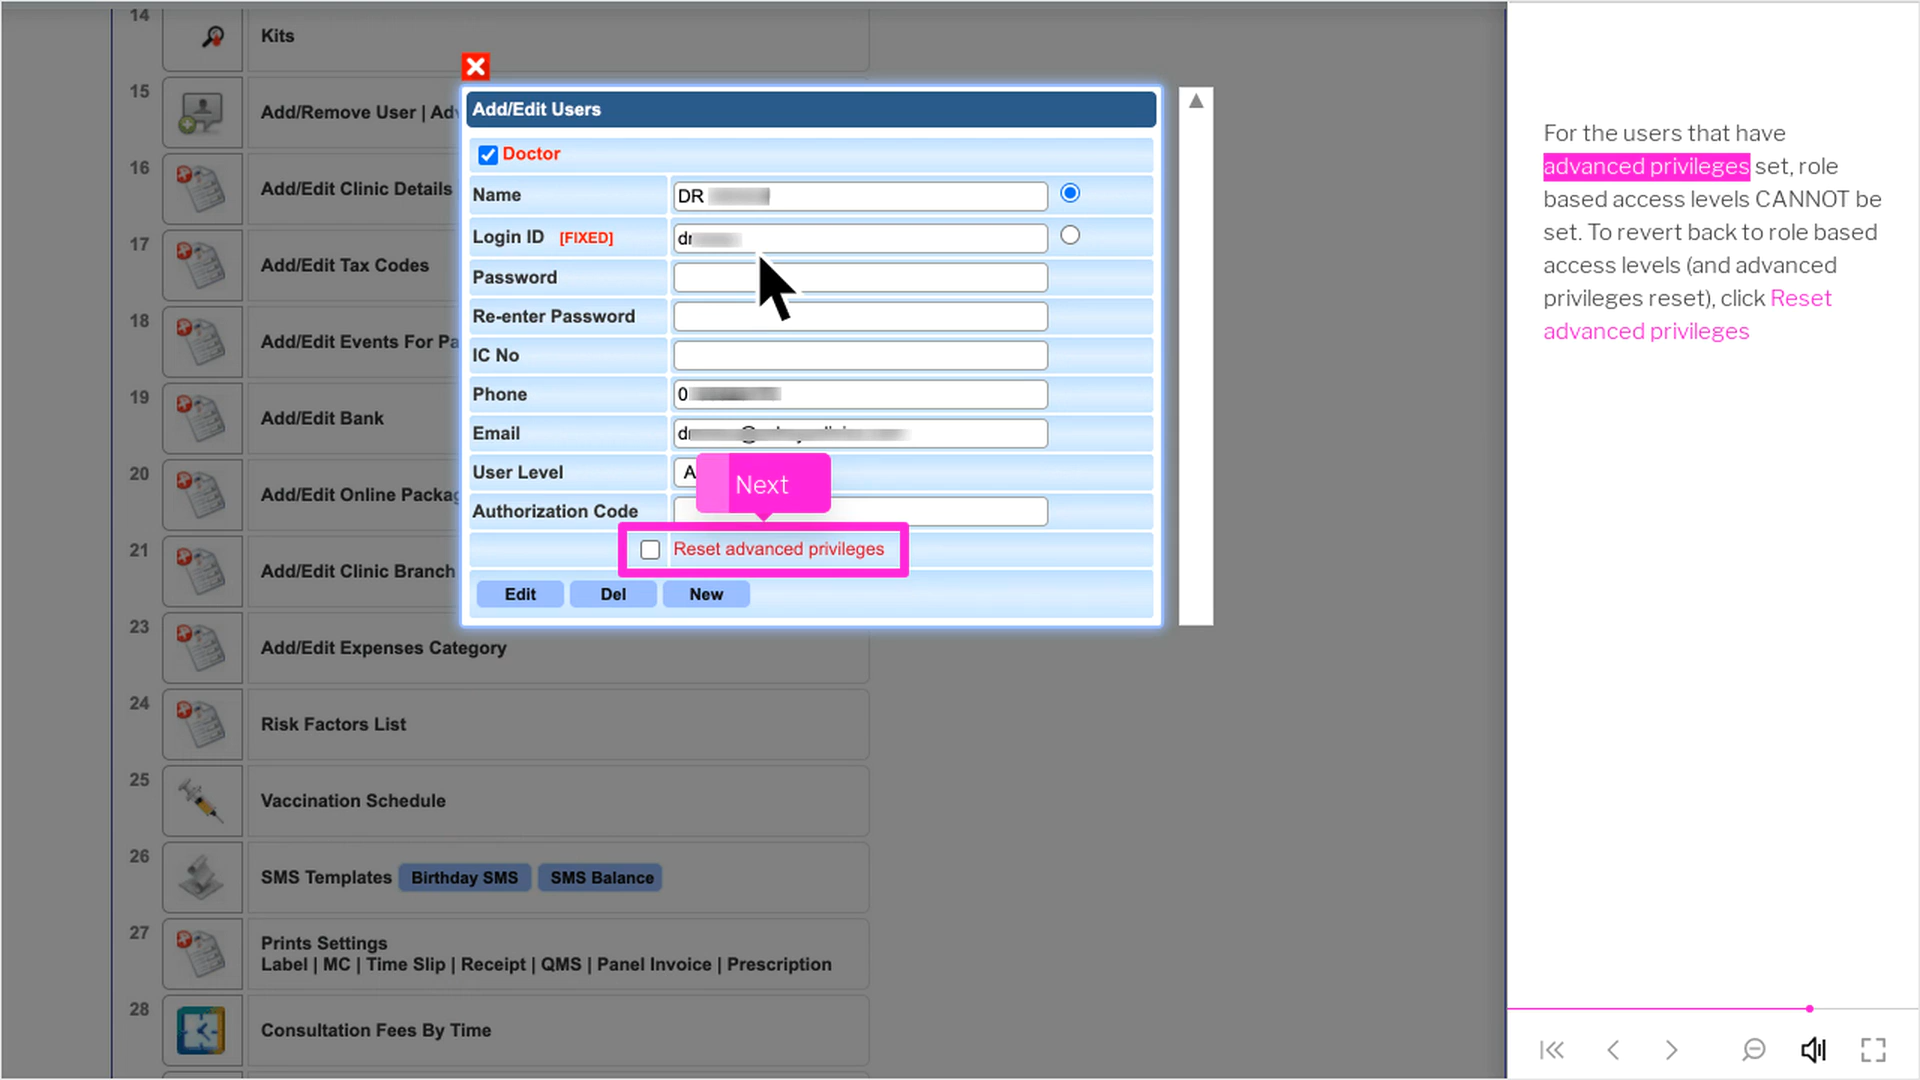 14
Kits
15
Add/Remove User | Adv
16
Add/Edit Clinic Details
17
Add/Edit Tax Codes
18
Add/Edit Events For Pa
19
Add/Edit Bank
20
Add/Edit Online Packag
21
Add/Edit Clinic Branch
23
Add/Edit Expenses Category
24
Risk Factors List
25
Vaccination Schedule
26
SMS Templates Birthday SMS SMS Balance
27
Prints Settings
Label | MC | Time Slip | Receipt | QMS | Panel Invoice | Prescription
28
Consultation Fees By Time
Add/Edit Users
Doctor
Name DR
Login ID [FIXED] dr
Password
Re-enter Password
IC No
Phone 0
Email
User Level A
Next
Authorization Code
Reset advanced privileges
Edit Del New
For the users that have
advanced privileges set, role
based access levels CANNOT be
set. To revert back to role based
access levels (and advanced
privileges reset), click Reset
advanced privileges